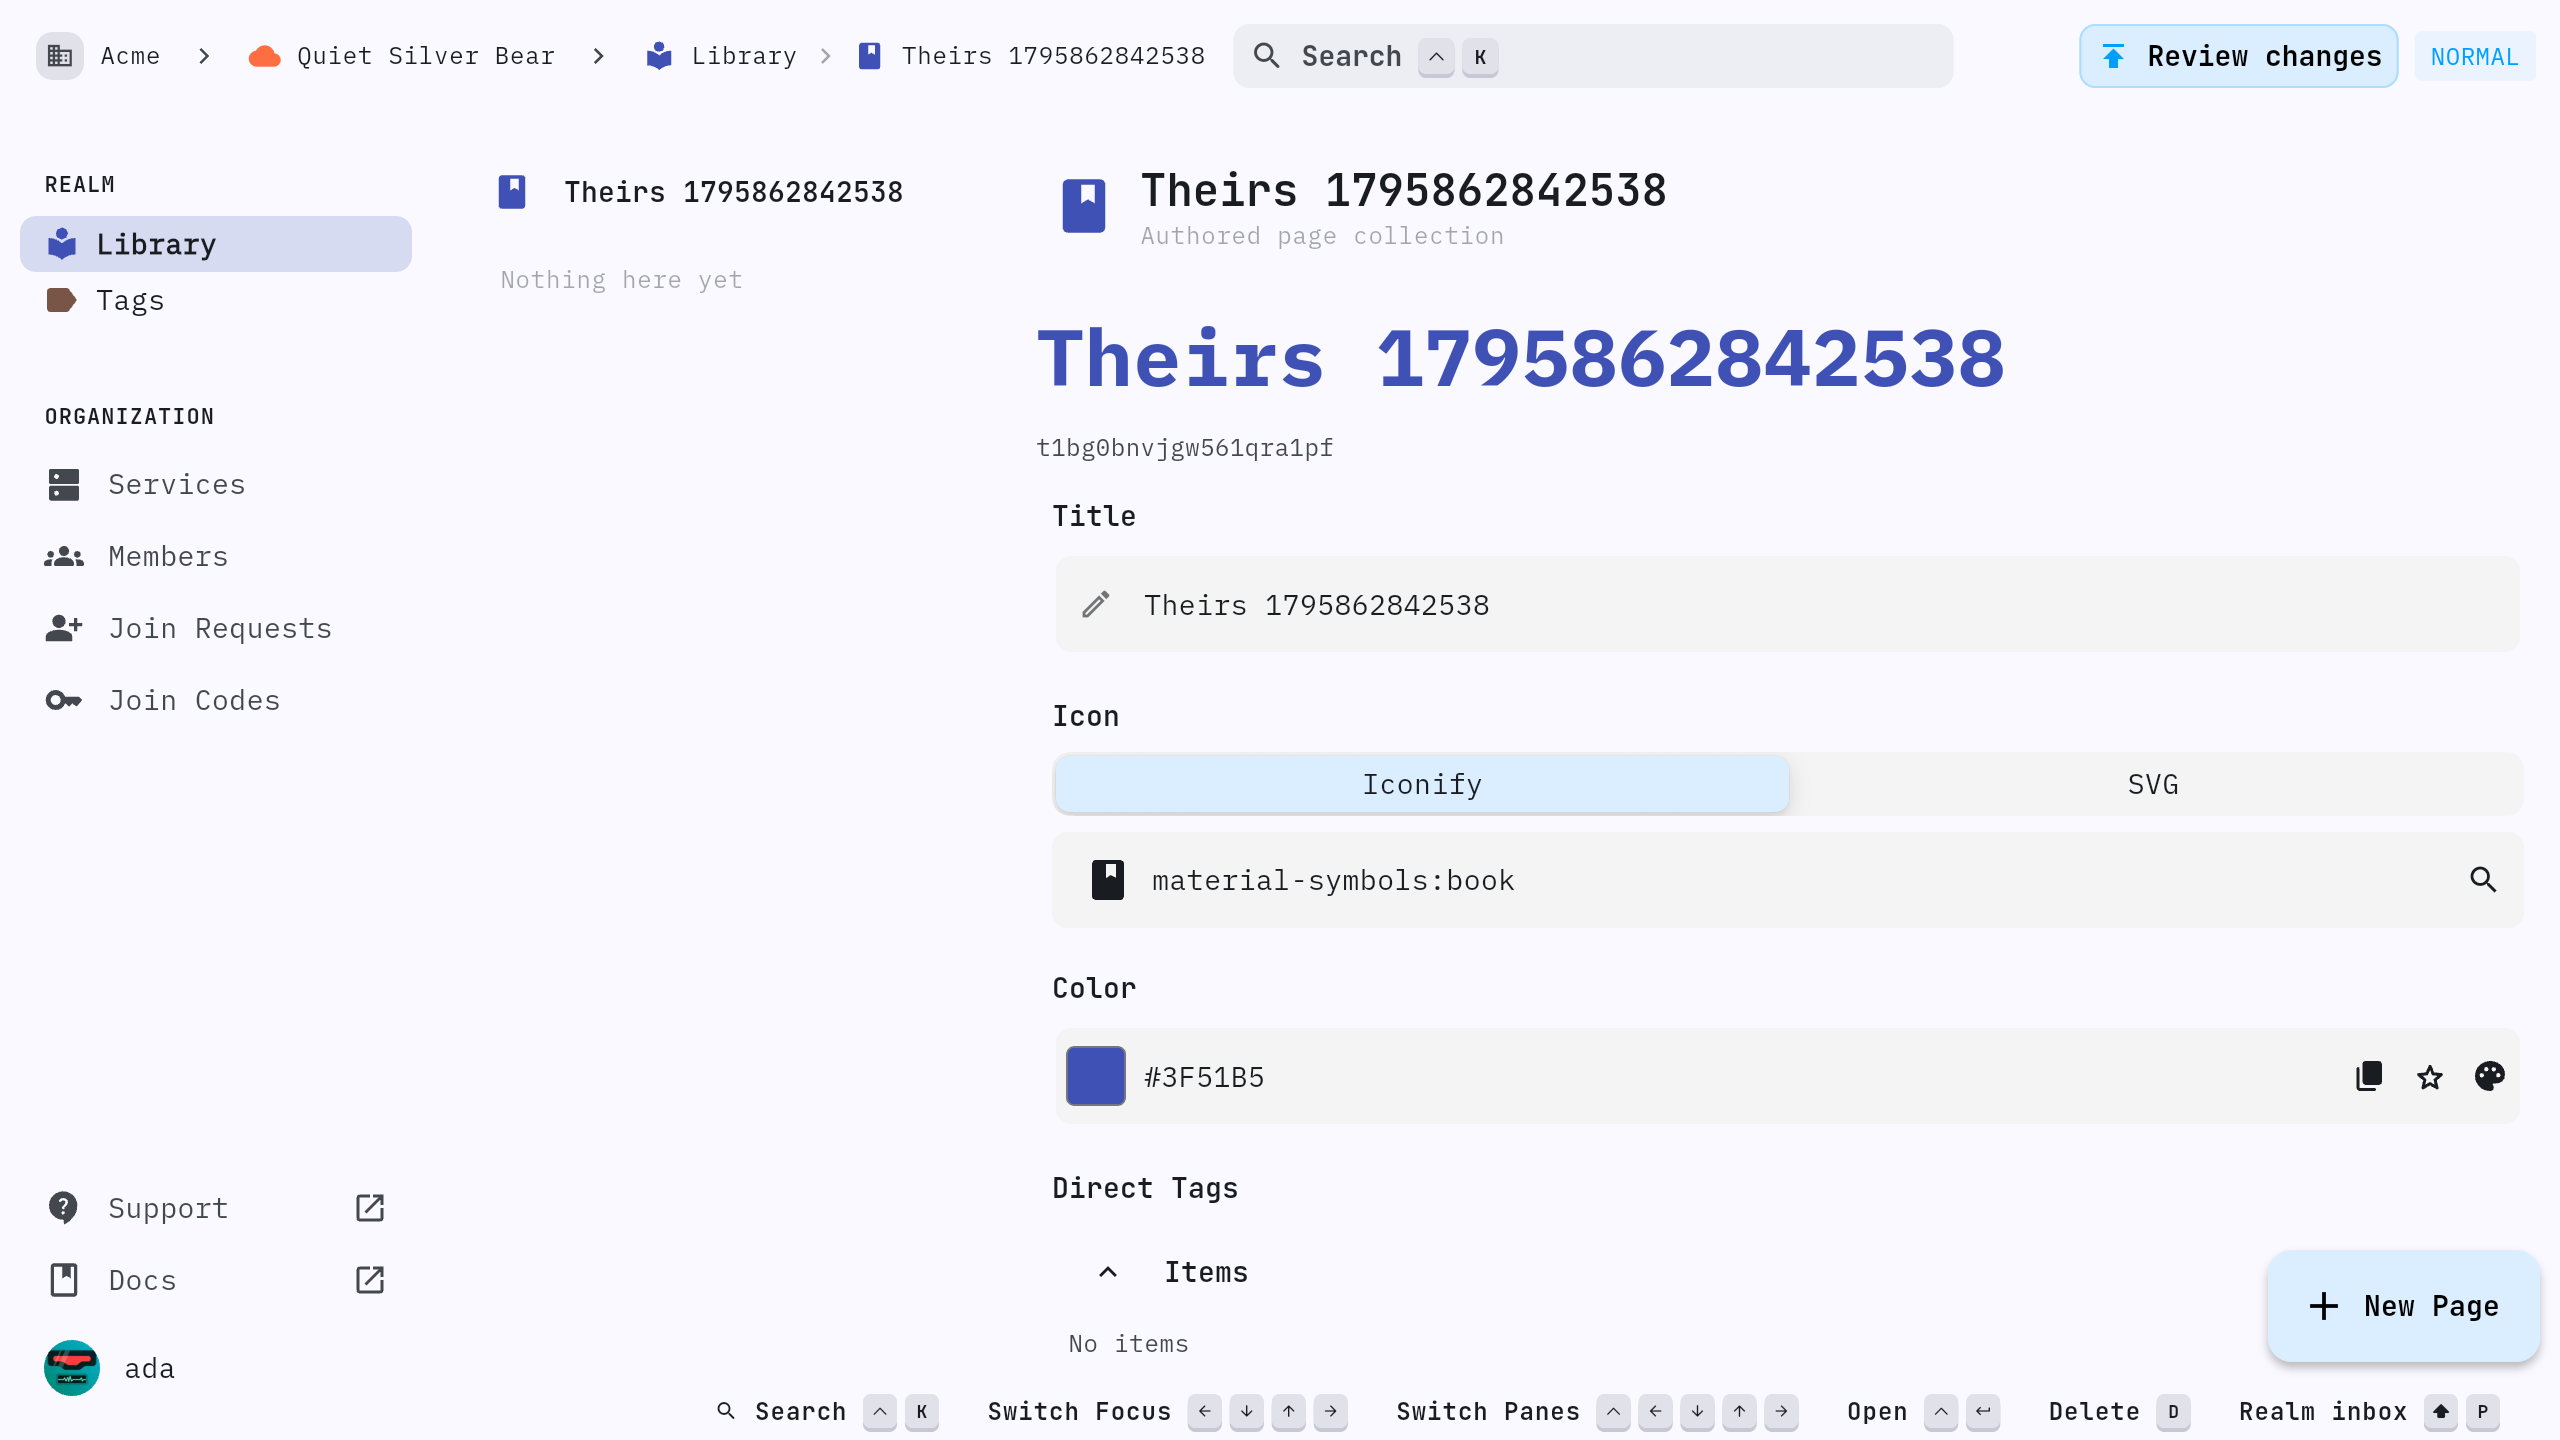 Acme
Quiet Silver Bear
Library
Theirs 1795862842538
Search
K
Review changes
NORMAL
REALM
Library
Tags
ORGANIZATION
Services
Members
Join Requests
Join Codes
Support
Docs
ada
Theirs 1795862842538
Nothing here yet
Theirs 1795862842538
Authored page collection
Theirs 1795862842538
t1bg0bnvjgw561qra1pf
Title
Theirs 1795862842538
Icon
Iconify
SVG
material-symbols:book
Color
#3F51B5
Direct Tags
Items
No items
New Page
Search K
Switch Focus ← ↓ ↑ →
Switch Panes ← ↓ ↑ →
Open
Delete D
Realm inbox P